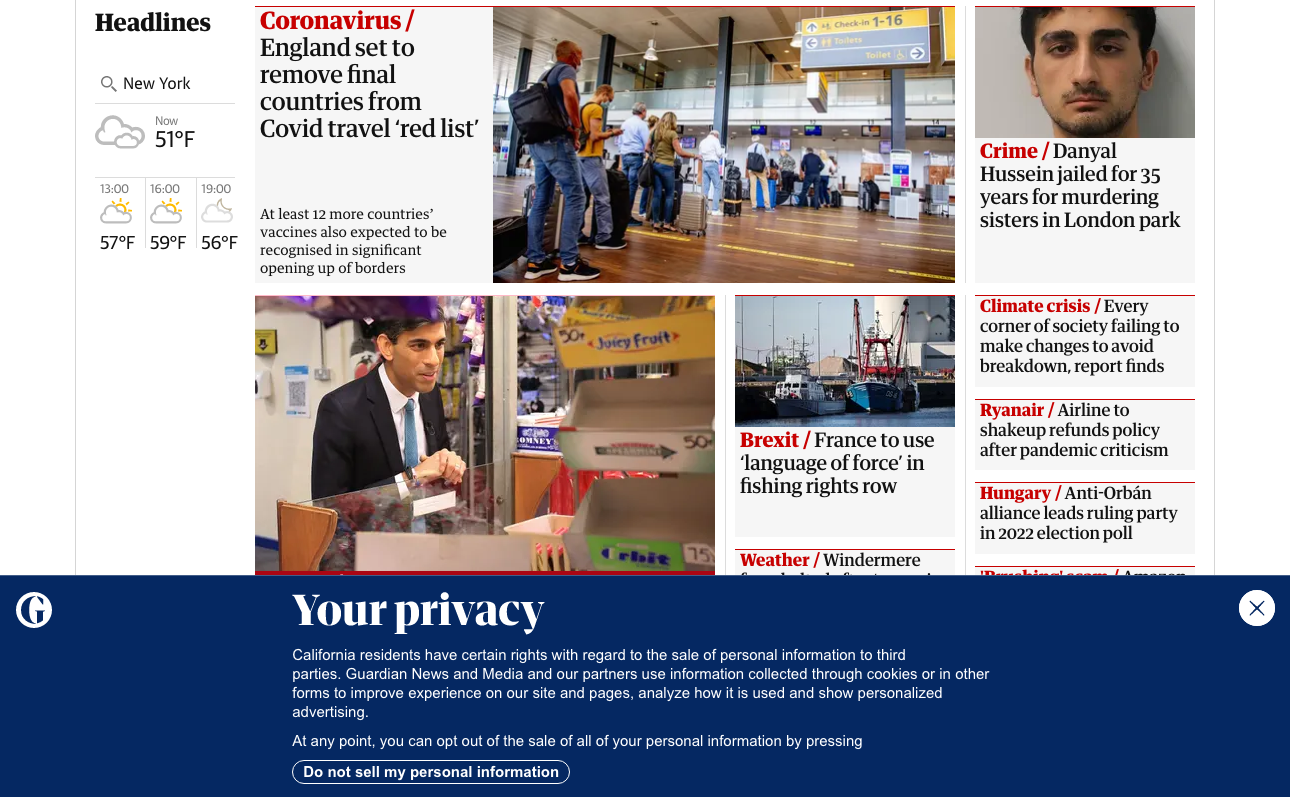 Headlines
New York
Now
51°F
13:00
16:00
19:00
57°F
59°F
56°F
Coronavirus /
England set to
remove final
countries from
Covid travel ‘red list’
At least 12 more countries’
vaccines also expected to be
recognised in significant
opening up of borders
Check-in 1-16
Toilets
Toilet
Crime / Danyal
Hussein jailed for 35
years for murdering
sisters in London park
50¢
Juicy Fruit
ROMNEY
50¢
Orbit
75
Brexit / France to use
‘language of force’ in
fishing rights row
Weather / Windermere
Climate crisis / Every
corner of society failing to
make changes to avoid
breakdown, report finds
Ryanair / Airline to
shakeup refunds policy
after pandemic criticism
Hungary / Anti-Orbán
alliance leads ruling party
in 2022 election poll
'Brushing' scam / Amazon
Your privacy
California residents have certain rights with regard to the sale of personal information to third
parties. Guardian News and Media and our partners use information collected through cookies or in other
forms to improve experience on our site and pages, analyze how it is used and show personalized
advertising.
At any point, you can opt out of the sale of all of your personal information by pressing
Do not sell my personal information